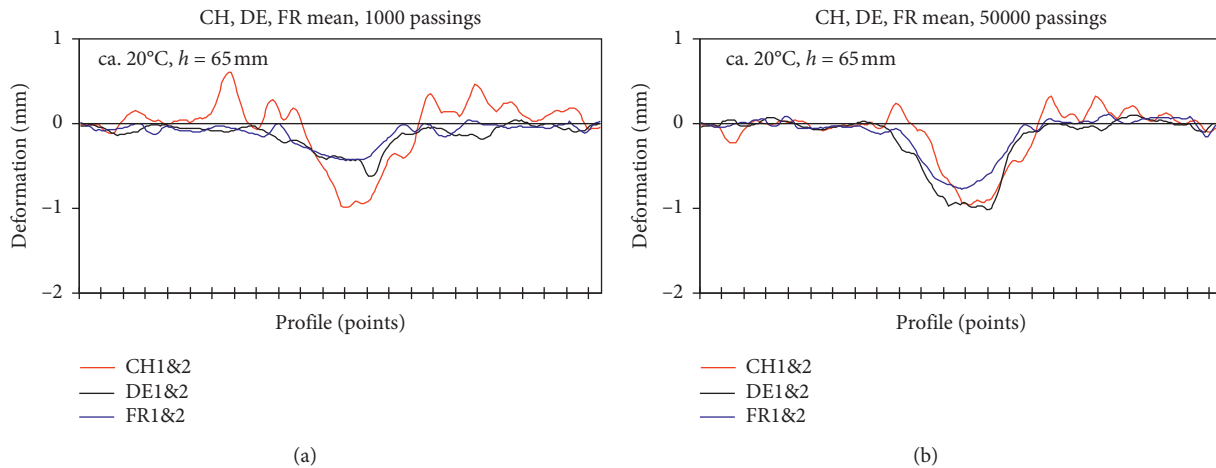 CH, DE, FR mean, 1000 passings
ca. 20°C, h = 65 mm
1
0
−1
−2
Deformation (mm)
Profile (points)
CH1&2
DE1&2
FR1&2
(a)
CH, DE, FR mean, 50000 passings
ca. 20°C, h = 65 mm
1
0
−1
−2
Deformation (mm)
Profile (points)
CH1&2
DE1&2
FR1&2
(b)